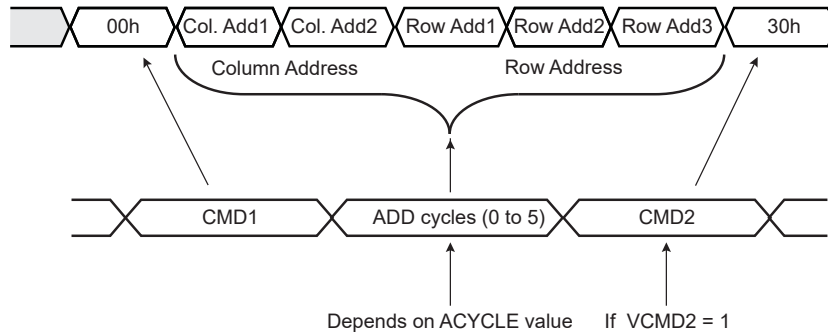 00h Col. Add1 Col. Add2 Row Add1 Row Add2 Row Add3 30h
Column Address Row Address
CMD1 ADD cycles (0 to 5) CMD2
Depends on ACYCLE value If VCMD2 = 1